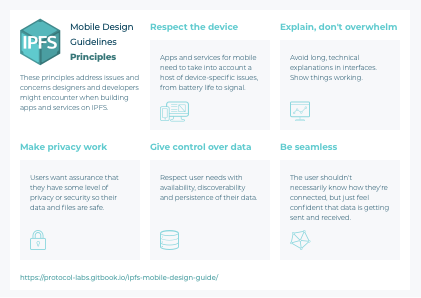 IPFS
Mobile Design
Guidelines
Principles
These principles address issues and
concerns designers and developers
might encounter when building
apps and services on IPFS.
Respect the device
Apps and services for mobile
need to take into account a
host of device-specific issues,
from battery life to signal.
Explain, don't overwhelm
Avoid long, technical
explanations in interfaces.
Show things working.
Make privacy work
Users want assurance that
they have some level of
privacy or security so their
data and files are safe.
Give control over data
Respect user needs with
availability, discoverability
and persistence of their data.
Be seamless
The user shouldn't
necessarily know how they're
connected, but just feel
confident that data is getting
sent and received.
https://protocol-labs.gitbook.io/ipfs-mobile-design-guide/